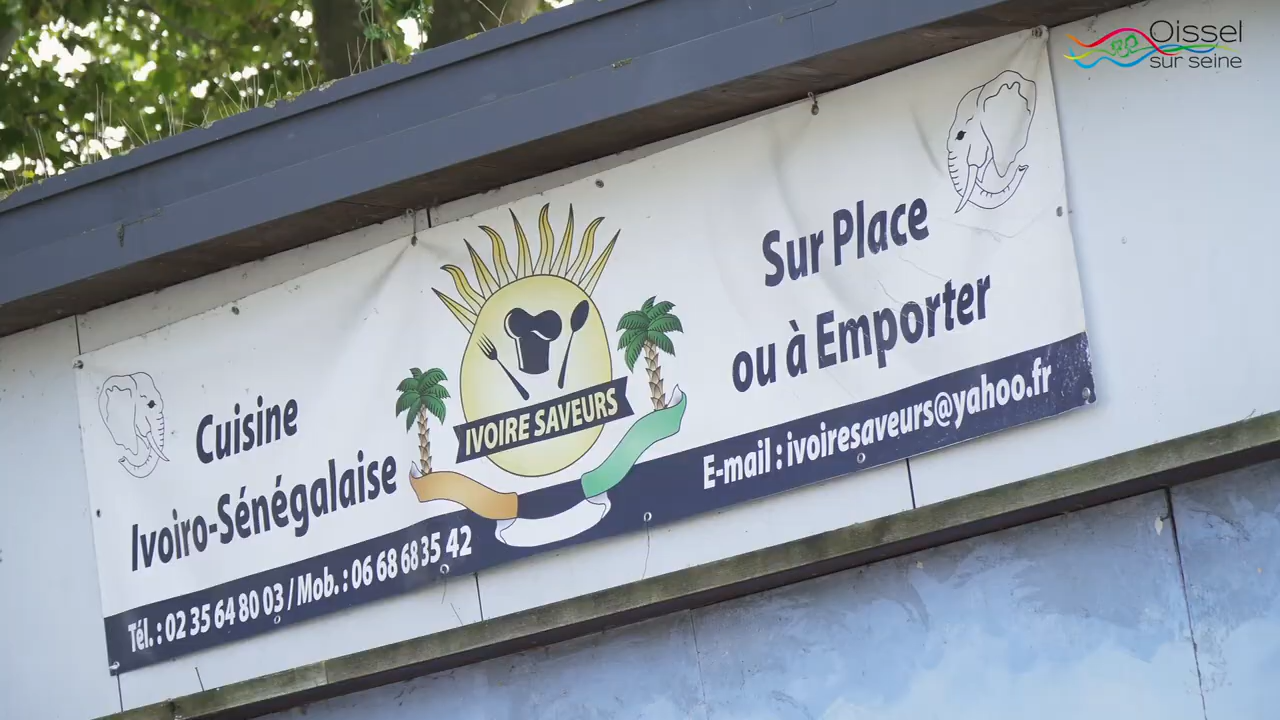 Oissel
sur seine
Cuisine
Ivoiro-Sénégalaise
IVOIRE SAVEURS
Sur Place
ou à Emporter
Tél. : 02 35 64 80 03 / Mob. : 06 68 68 35 42
E-mail : ivoiresaveurs@yahoo.fr